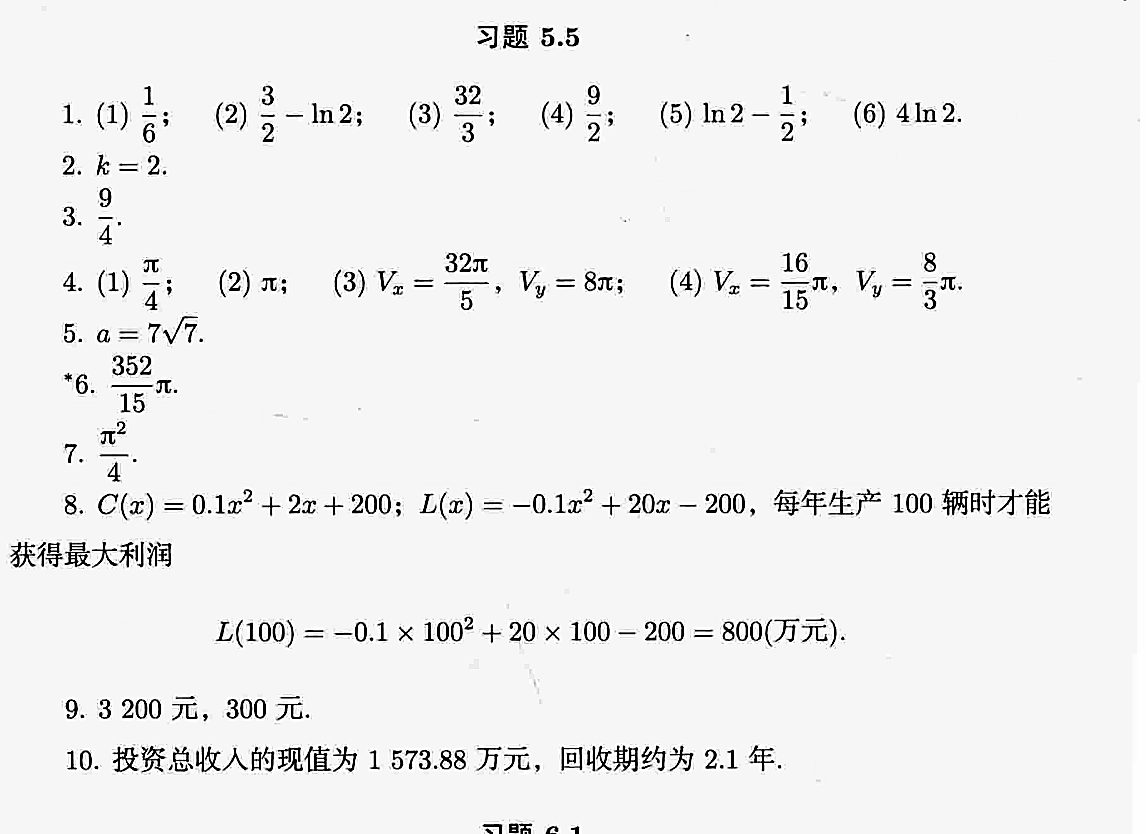 习题 5.5
1. (1) 1/6; (2) 3/2 − ln 2; (3) 32/3; (4) 9/2; (5) ln 2 − 1/2; (6) 4 ln 2.
2. k = 2.
3. 9/4.
4. (1) π/4; (2) π; (3) Vₓ = 32π/5, V_y = 8π; (4) Vₓ = 16/15 π, V_y = 8/3 π.
5. a = 7√7.
*6. 352/15 π.
7. π²/4.
8. C(x) = 0.1x² + 2x + 200; L(x) = −0.1x² + 20x − 200, 每年生产 100 辆时才能
获得最大利润
L(100) = −0.1 × 100² + 20 × 100 − 200 = 800(万元).
9. 3 200 元, 300 元.
10. 投资总收入的现值为 1 573.88 万元, 回收期约为 2.1 年.
习题 6.1